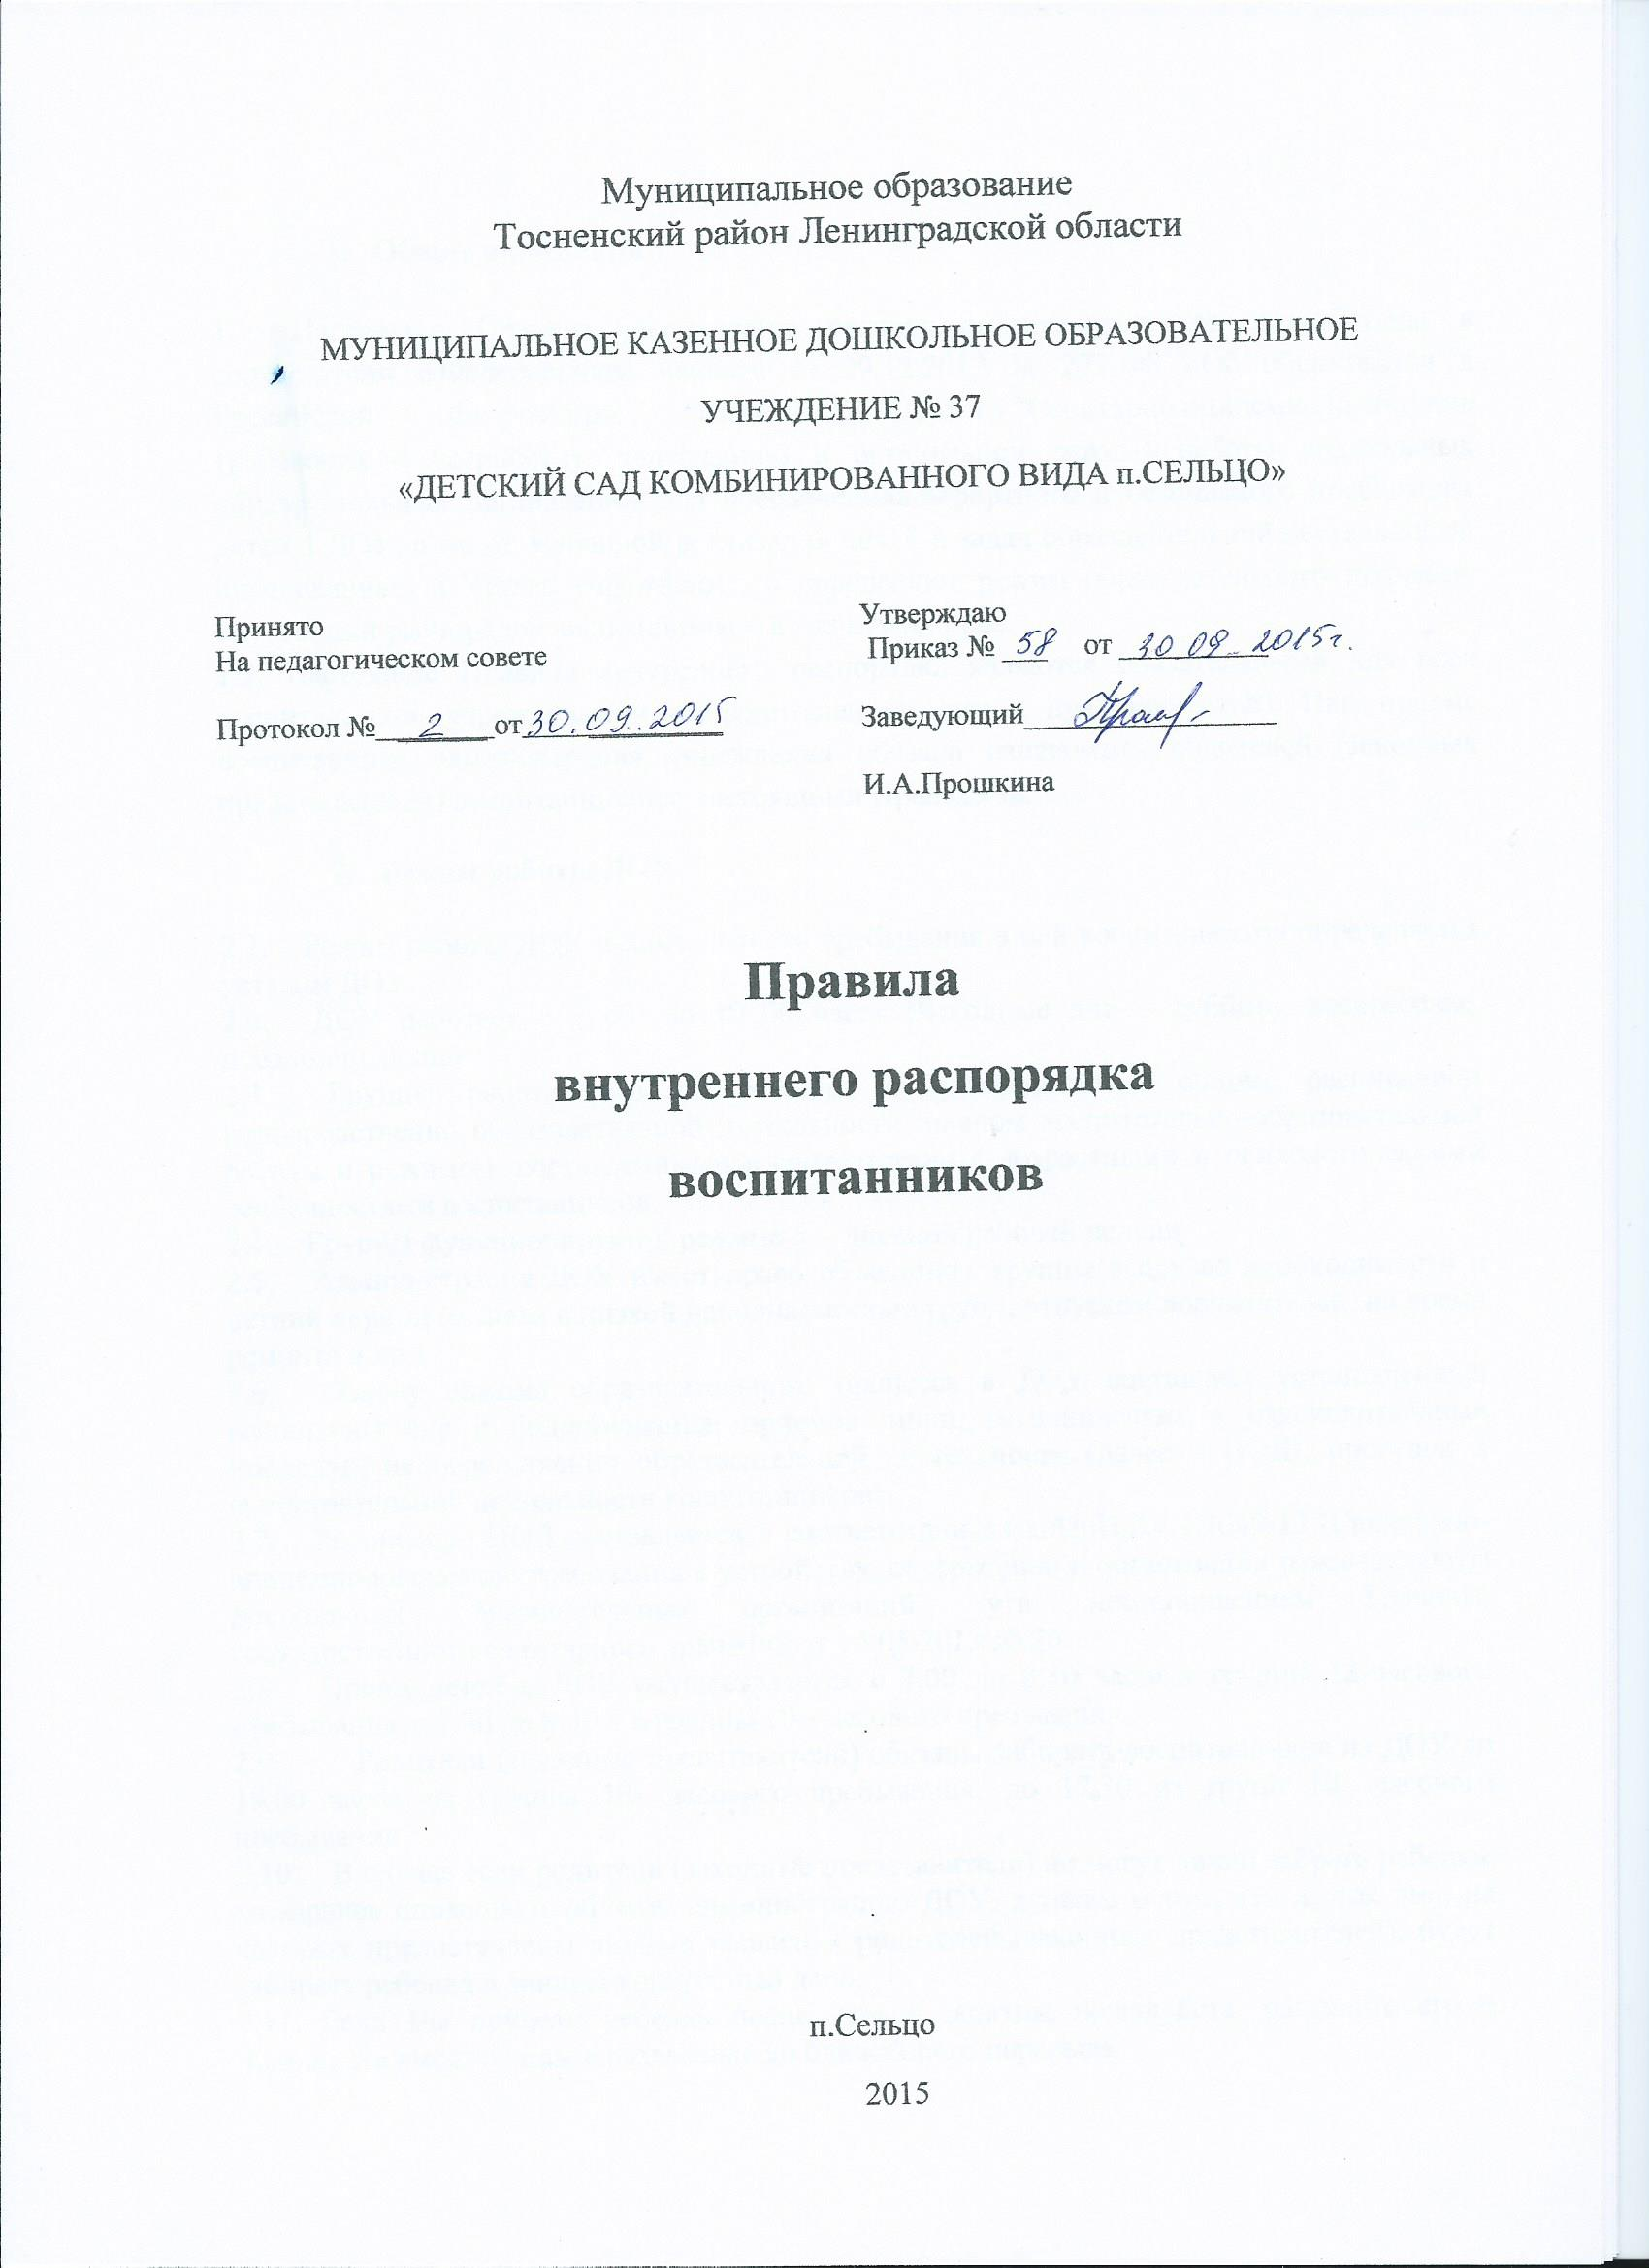 Муниципальное образование
Тосненский район Ленинградской области
МУНИЦИПАЛЬНОЕ КАЗЕННОЕ ДОШКОЛЬНОЕ ОБРАЗОВАТЕЛЬНОЕ
УЧЕЖДЕНИЕ № 37
«ДЕТСКИЙ САД КОМБИНИРОВАННОГО ВИДА п.СЕЛЬЦО»
Принято
На педагогическом совете
Протокол № 2 от 30.09.2015
Утверждаю
Приказ № 58 от 30 09 2015г.
Заведующий
И.А.Прошкина
Правила
внутреннего распорядка
воспитанников
п.Сельцо
2015